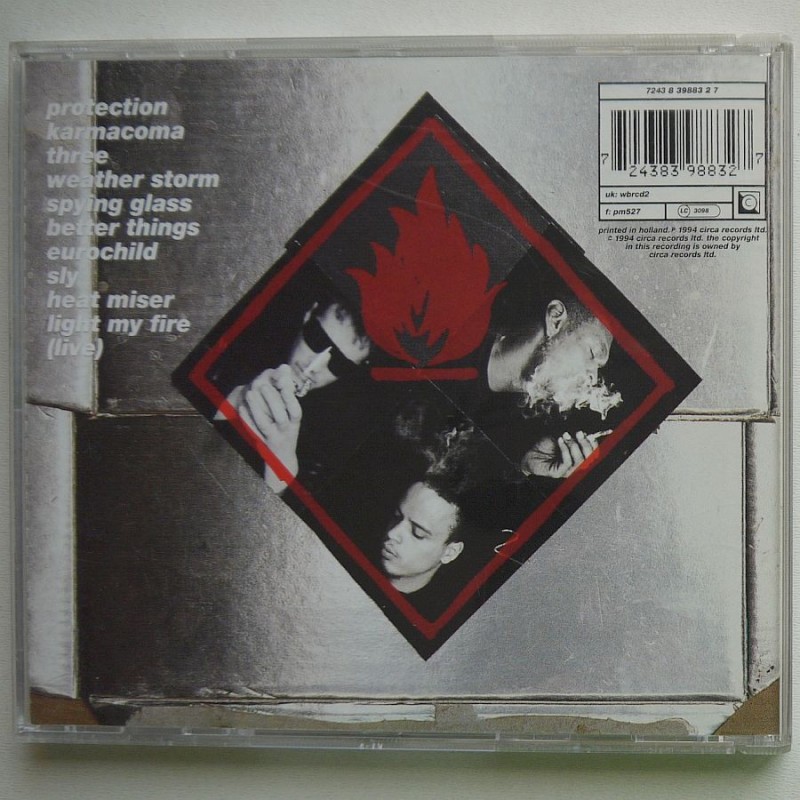 protection
karmacoma
three
weather storm
spying glass
better things
eurochild
sly
heat miser
light my fire
(live)
7243 8 39883 2 7
7 24383 98832 7
uk: wbrcd2
f: pm527
LC 3098
C
printed in holland. ℗ 1994 circa records ltd.
© 1994 circa records ltd. the copyright
in this recording is owned by
circa records ltd.